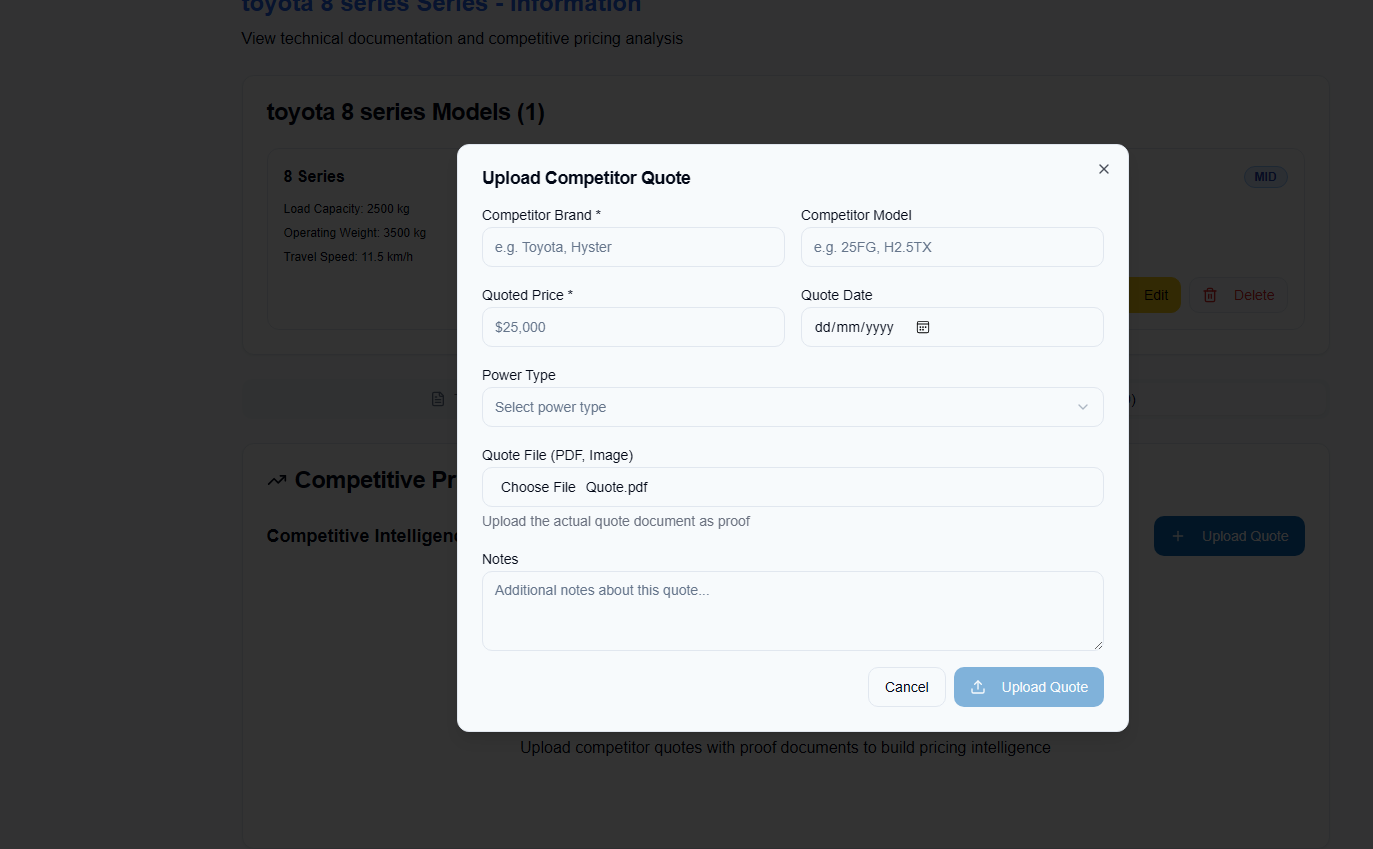 toyota 8 series Series - Information
View technical documentation and competitive pricing analysis
toyota 8 series Models (1)
8 Series
MID
Load Capacity: 2500 kg
Operating Weight: 3500 kg
Travel Speed: 11.5 km/h
Edit
Delete
Upload Competitor Quote
Competitor Brand *
Competitor Model
e.g. Toyota, Hyster
e.g. 25FG, H2.5TX
Quoted Price *
Quote Date
$25,000
dd/mm/yyyy
Power Type
Select power type
Quote File (PDF, Image)
Choose File Quote.pdf
Upload the actual quote document as proof
Notes
Additional notes about this quote...
Cancel
Upload Quote
Competitive Pr
Competitive Intelligen
+ Upload Quote
Upload competitor quotes with proof documents to build pricing intelligence